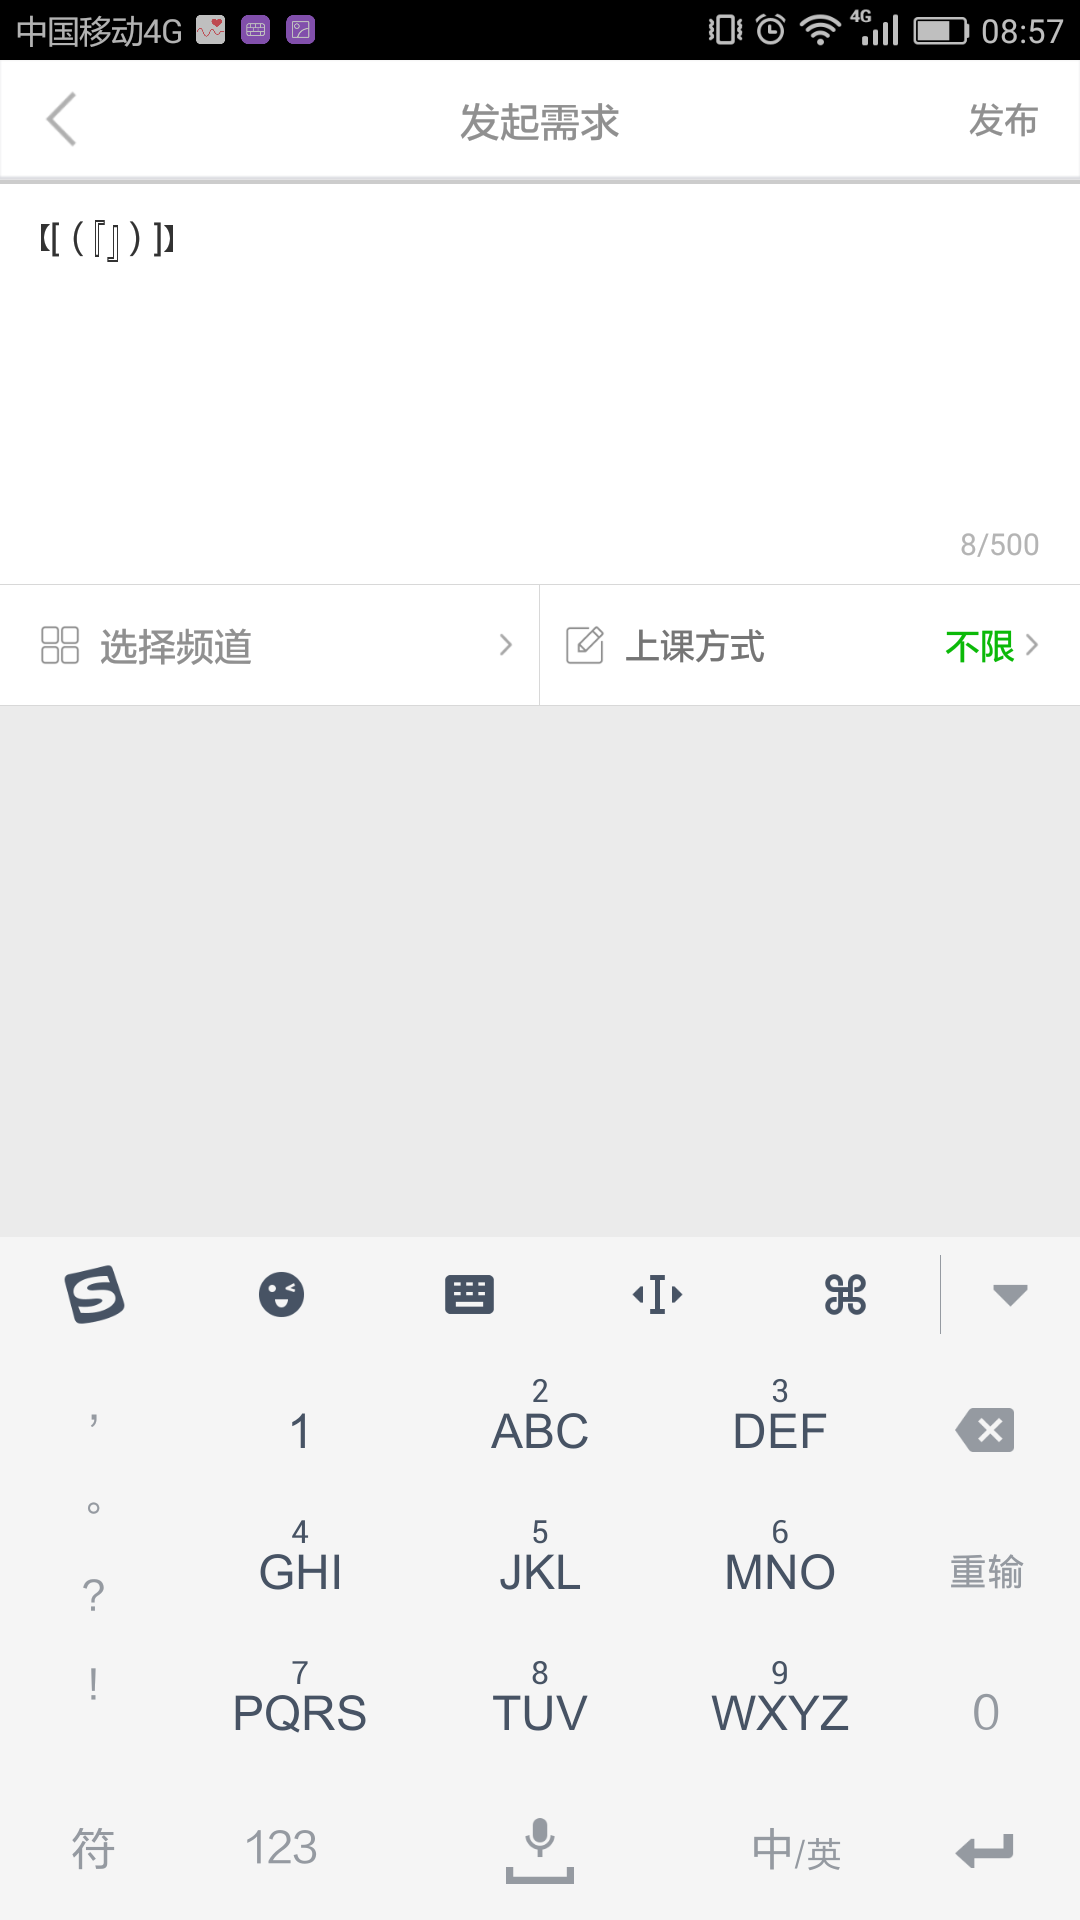 中国移动4G 4G 08:57
发起需求 发布
【[（『』）]】
8/500
选择频道 上课方式 不限
， 1 2 ABC 3 DEF
。
4 GHI 5 JKL 6 MNO 重输
？
！ 7 PQRS 8 TUV 9 WXYZ 0
符 123 中/英